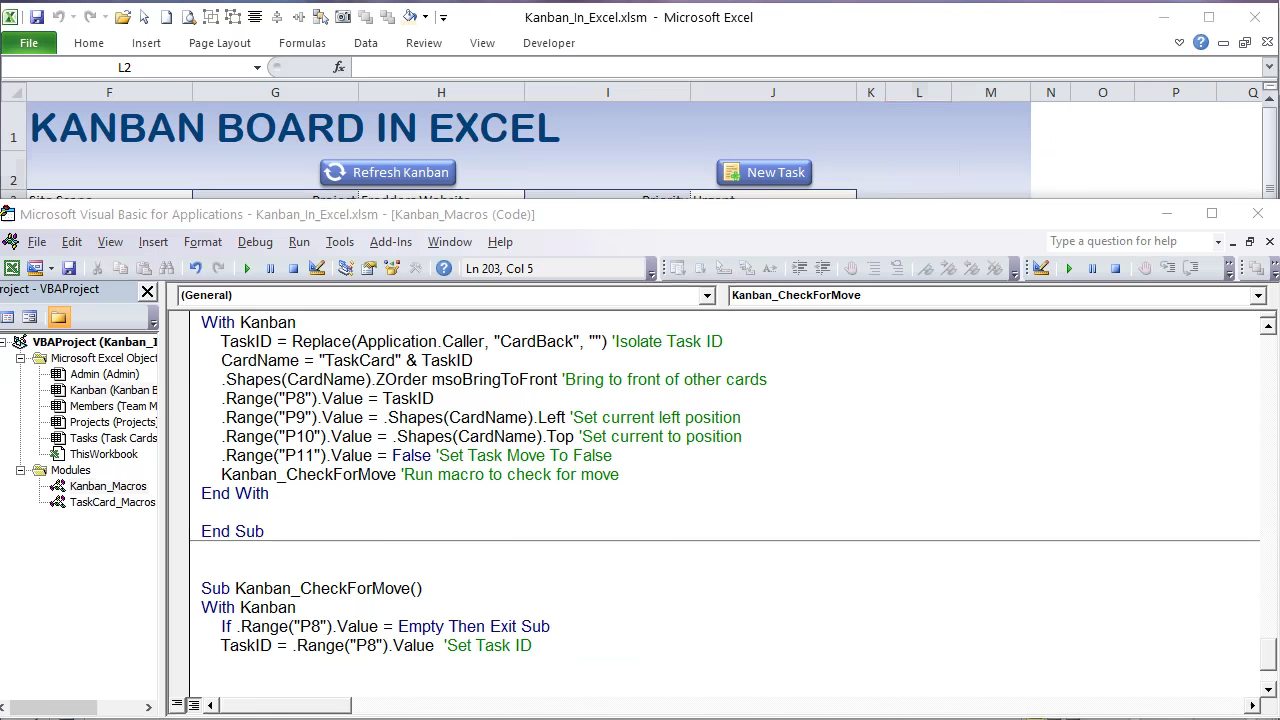 Kanban_In_Excel.xlsm - Microsoft Excel
File Home Insert Page Layout Formulas Data Review View Developer
L2 fx
F G H I J K L M N O P Q
1 KANBAN BOARD IN EXCEL
2 Refresh Kanban New Task
Microsoft Visual Basic for Applications - Kanban_In_Excel.xlsm - [Kanban_Macros (Code)]
File Edit View Insert Format Debug Run Tools Add-Ins Window Help Type a question for help
Ln 203, Col 5
roject - VBAProject
(General) Kanban_CheckForMove
VBAProject (Kanban_I
Microsoft Excel Object
Admin (Admin)
Kanban (Kanban B
Members (Team M
Projects (Projects)
Tasks (Task Cards
ThisWorkbook
Modules
Kanban_Macros
TaskCard_Macros
With Kanban
TaskID = Replace(Application.Caller, "CardBack", "") 'Isolate Task ID
CardName = "TaskCard" & TaskID
.Shapes(CardName).ZOrder msoBringToFront 'Bring to front of other cards
.Range("P8").Value = TaskID
.Range("P9").Value = .Shapes(CardName).Left 'Set current left position
.Range("P10").Value = .Shapes(CardName).Top 'Set current to position
.Range("P11").Value = False 'Set Task Move To False
Kanban_CheckForMove 'Run macro to check for move
End With
End Sub
Sub Kanban_CheckForMove()
With Kanban
If .Range("P8").Value = Empty Then Exit Sub
TaskID = .Range("P8").Value 'Set Task ID